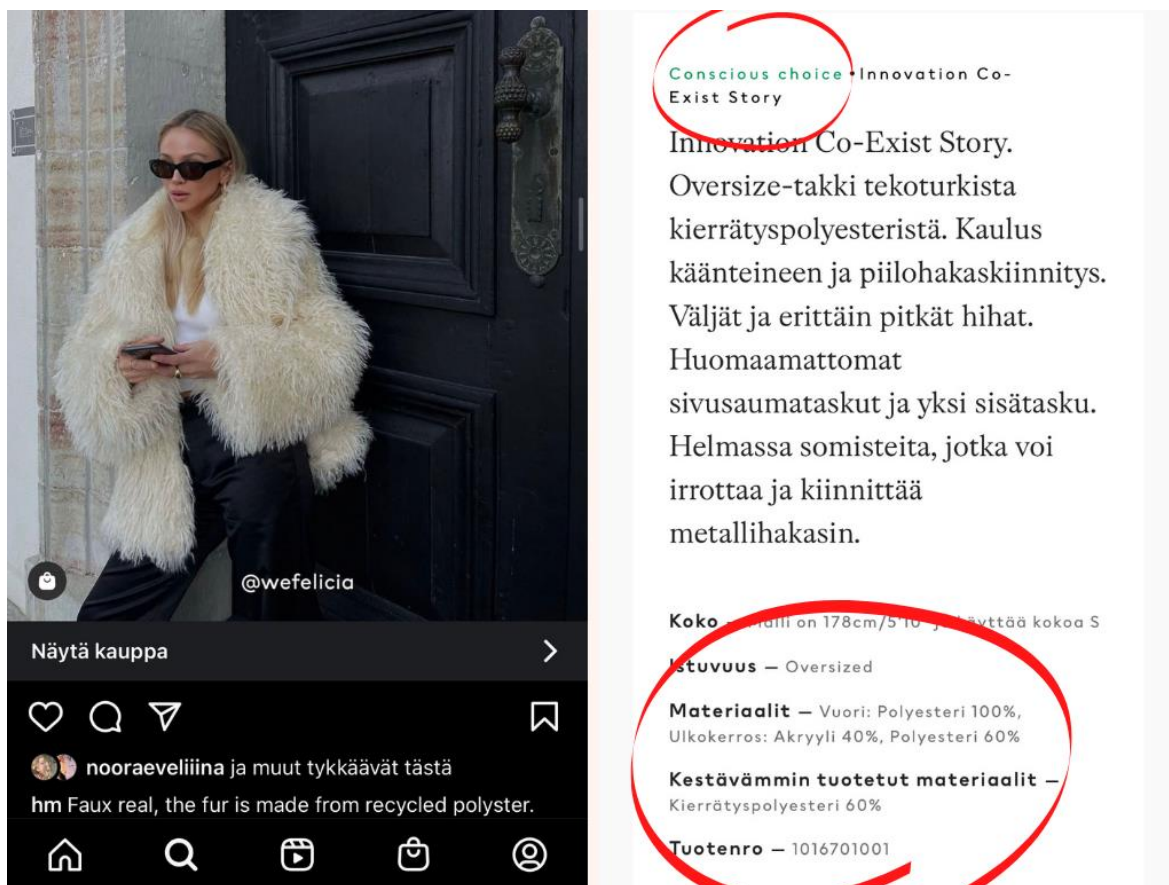 @wefelicia
Näytä kauppa
nooraeveliiina ja muut tykkäävät tästä
hm Faux real, the fur is made from recycled polyster.
Conscious choice •Innovation Co-
Exist Story
Innovation Co-Exist Story.
Oversize-takki tekoturkista
kierrätyspolyesteristä. Kaulus
käänteineen ja piilohakaskiinnitys.
Väljät ja erittäin pitkät hihat.
Huomaamattomat
sivusaumataskut ja yksi sisätasku.
Helmassa somisteita, jotka voi
irrottaa ja kiinnittää
metallihakasin.
Koko – Malli on 178cm/5'10" ja käyttää kokoa S
Istuvuus — Oversized
Materiaalit — Vuori: Polyesteri 100%,
Ulkokerros: Akryyli 40%, Polyesteri 60%
Kestävämmin tuotetut materiaalit —
Kierrätyspolyesteri 60%
Tuotenro — 1016701001